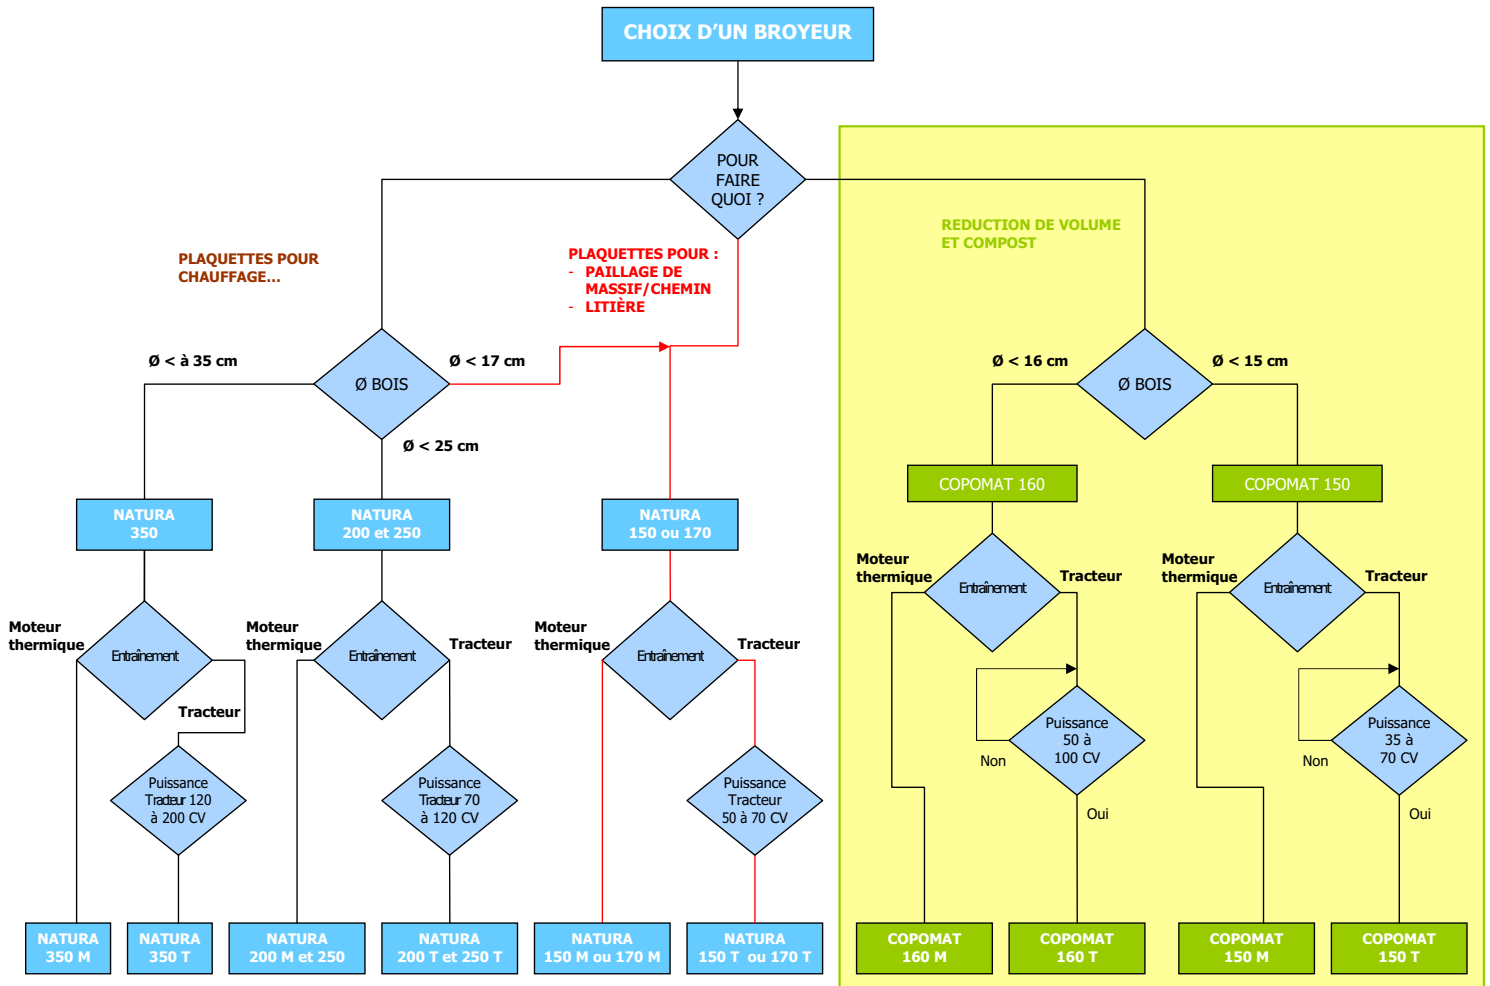 CHOIX D'UN BROYEUR
POUR
FAIRE
QUOI ?
PLAQUETTES POUR
CHAUFFAGE...
PLAQUETTES POUR :
- PAILLAGE DE
MASSIF/CHEMIN
- LITIÈRE
REDUCTION DE VOLUME
ET COMPOST
Ø < à 35 cm
Ø BOIS
Ø < 17 cm
Ø < 25 cm
Ø < 16 cm
Ø BOIS
Ø < 15 cm
NATURA
350
NATURA
200 et 250
NATURA
150 ou 170
COPOMAT 160
COPOMAT 150
Moteur
thermique
Entraînement
Tracteur
Moteur
thermique
Entraînement
Tracteur
Moteur
thermique
Entraînement
Tracteur
Moteur
thermique
Entraînement
Tracteur
Moteur
thermique
Entraînement
Tracteur
Puissance
Tracteur 120
à 200 CV
Puissance
Tracteur 70
à 120 CV
Puissance
Tracteur
50 à 70 CV
Puissance
50 à
100 CV
Non
Oui
Puissance
35 à
70 CV
Non
Oui
NATURA
350 M
NATURA
350 T
NATURA
200 M et 250
NATURA
200 T et 250 T
NATURA
150 M ou 170 M
NATURA
150 T ou 170 T
COPOMAT
160 M
COPOMAT
160 T
COPOMAT
150 M
COPOMAT
150 T